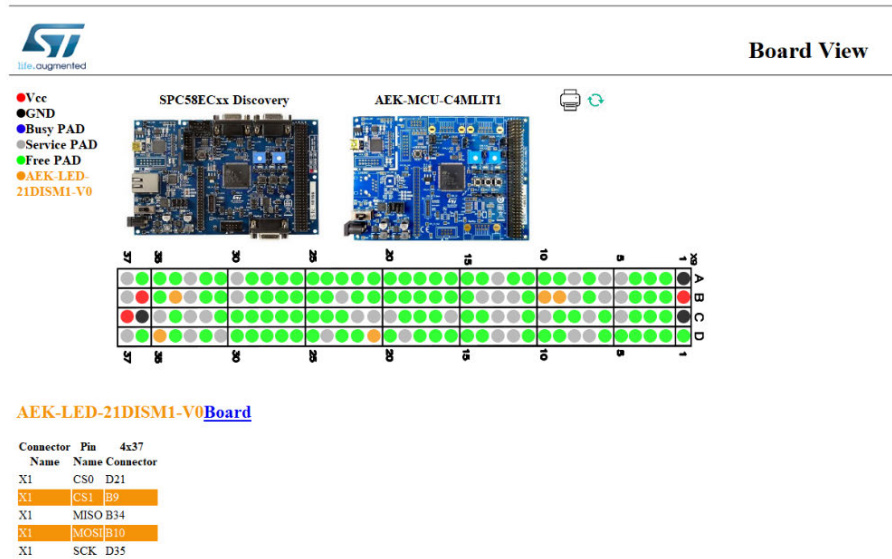 ST
life.augmented
Board View
Vcc
GND
Busy PAD
Service PAD
Free PAD
AEK-LED-
21DISM1-V0
SPC58ECxx Discovery
AEK-MCU-C4MLIT1
37 35 30 25 20 15 10 5 1 X9
A
B
C
D
37 35 30 25 20 15 10 5 1
AEK-LED-21DISM1-V0Board
Connector Pin 4x37
Name Name Connector
X1 CS0 D21
X1 CS1 B9
X1 MISO B34
X1 MOSI B10
X1 SCK D35